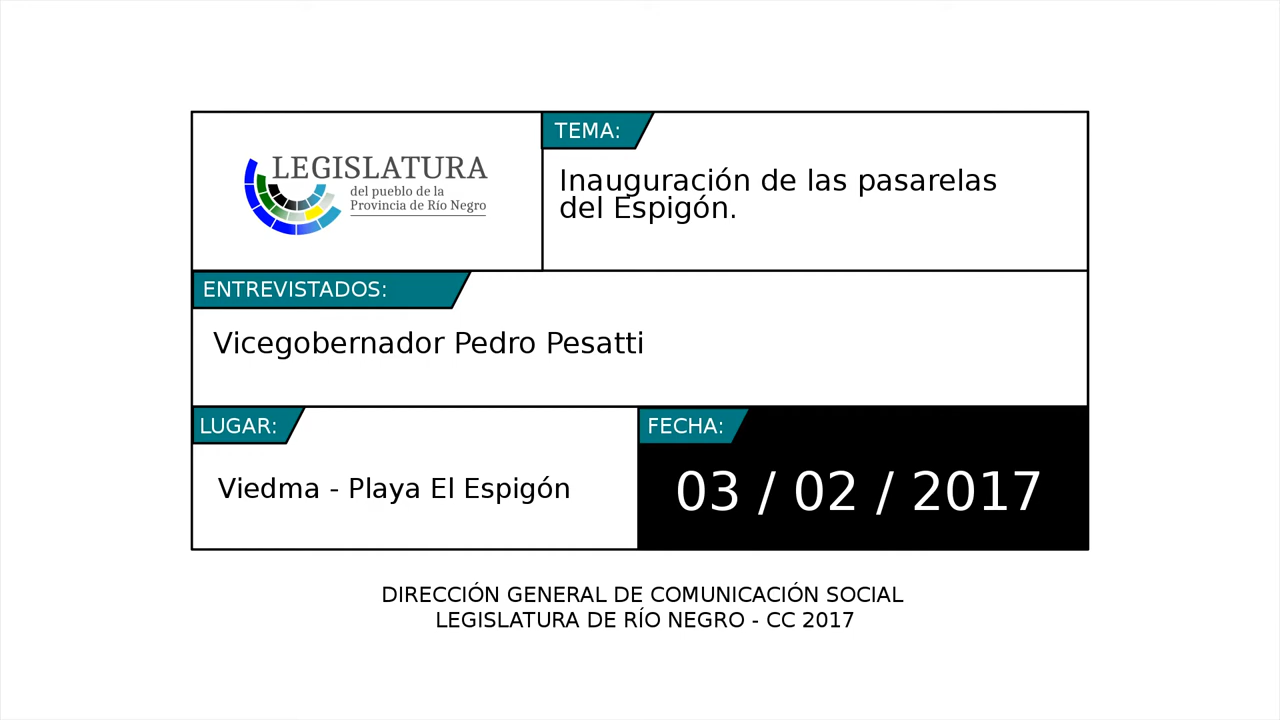 LEGISLATURA
del pueblo de la
Provincia de Río Negro
TEMA:
Inauguración de las pasarelas
del Espigón.
ENTREVISTADOS:
Vicegobernador Pedro Pesatti
LUGAR:
Viedma - Playa El Espigón
FECHA:
03 / 02 / 2017
DIRECCIÓN GENERAL DE COMUNICACIÓN SOCIAL
LEGISLATURA DE RÍO NEGRO - CC 2017